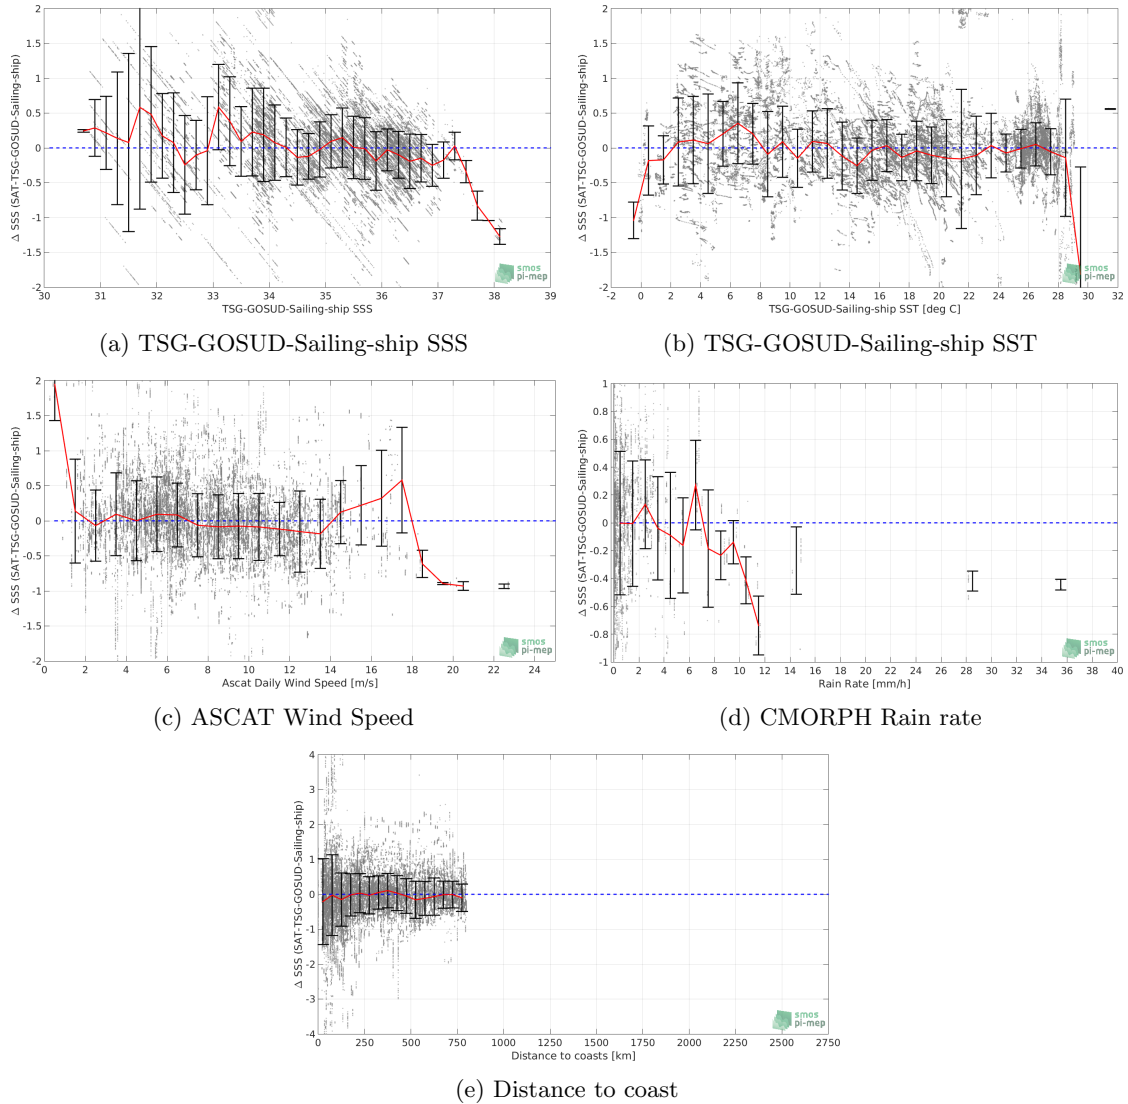 2
1.5
1
0.5
0
-0.5
-1
-1.5
-2
Δ SSS (SAT-TSG-GOSUD-Sailing-ship)
30 31 32 33 34 35 36 37 38 39
TSG-GOSUD-Sailing-ship SSS
smos
pi-mep
(a) TSG-GOSUD-Sailing-ship SSS
2
1.5
1
0.5
0
-0.5
-1
-1.5
-2
Δ SSS (SAT-TSG-GOSUD-Sailing-ship)
-2 0 2 4 6 8 10 12 14 16 18 20 22 24 26 28 30 32
TSG-GOSUD-Sailing-ship SST [deg C]
smos
pi-mep
(b) TSG-GOSUD-Sailing-ship SST
2
1.5
1
0.5
0
-0.5
-1
-1.5
-2
Δ SSS (SAT-TSG-GOSUD-Sailing-ship)
0 2 4 6 8 10 12 14 16 18 20 22 24
Ascat Daily Wind Speed [m/s]
smos
pi-mep
(c) ASCAT Wind Speed
1
0.8
0.6
0.4
0.2
0
-0.2
-0.4
-0.6
-0.8
-1
Δ SSS (SAT-TSG-GOSUD-Sailing-ship)
0 2 4 6 8 10 12 14 16 18 20 22 24 26 28 30 32 34 36 38 40
Rain Rate [mm/h]
smos
pi-mep
(d) CMORPH Rain rate
4
3
2
1
0
-1
-2
-3
-4
Δ SSS (SAT-TSG-GOSUD-Sailing-ship)
0 250 500 750 1000 1250 1500 1750 2000 2250 2500 2750
Distance to coasts [km]
smos
pi-mep
(e) Distance to coast